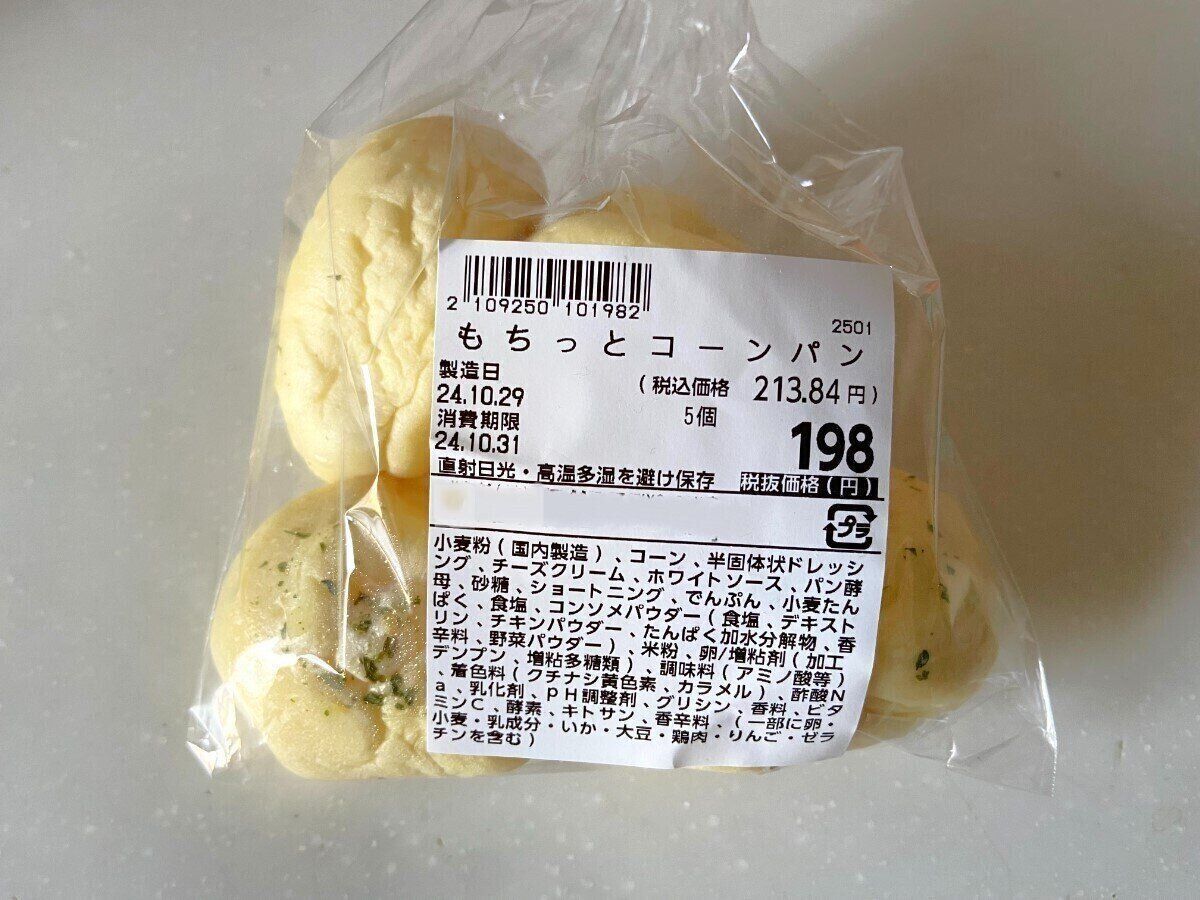 2 109250 101982
2501
もちっとコーンパン
製造日
24.10.29
(税込価格 213.84円)
消費期限
5個
24.10.31
198
直射日光・高温多湿を避け保存
税抜価格(円)
プラ
小麦粉(国内製造)、コーン、半固体状ドレッシ
ング、チーズクリーム、ホワイトソース、パン酵
母、砂糖、ショートニング、でんぷん、小麦たん
ぱく、食塩、コンソメパウダー(食塩、デキスト
リン、チキンパウダー、たんぱく加水分解物、香
辛料、野菜パウダー)、米粉、卵/増粘剤(加工
デンプン、増粘多糖類)、調味料(アミノ酸等)
、着色料(クチナシ黄色素、カラメル)、酢酸N
a、乳化剤、pH調整剤、グリシン、香料、ビタ
ミンC、酵素、キトサン、香辛料、(一部に卵・
小麦・乳成分・いか・大豆・鶏肉・りんご・ゼラ
チンを含む)